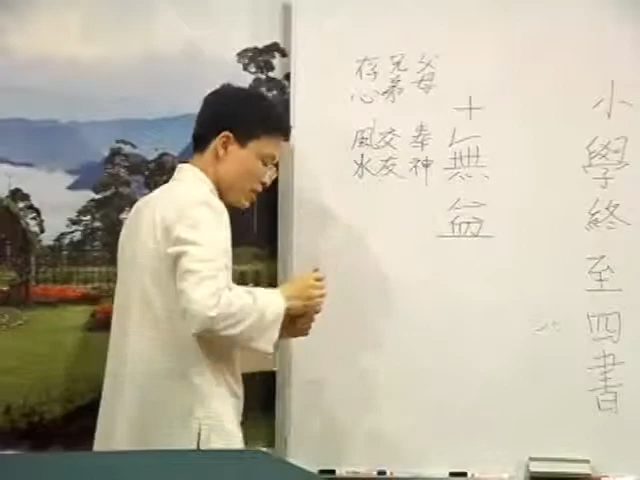 小學終至四書
十無益
父母 奉神
兄弟 交友
存心 風水